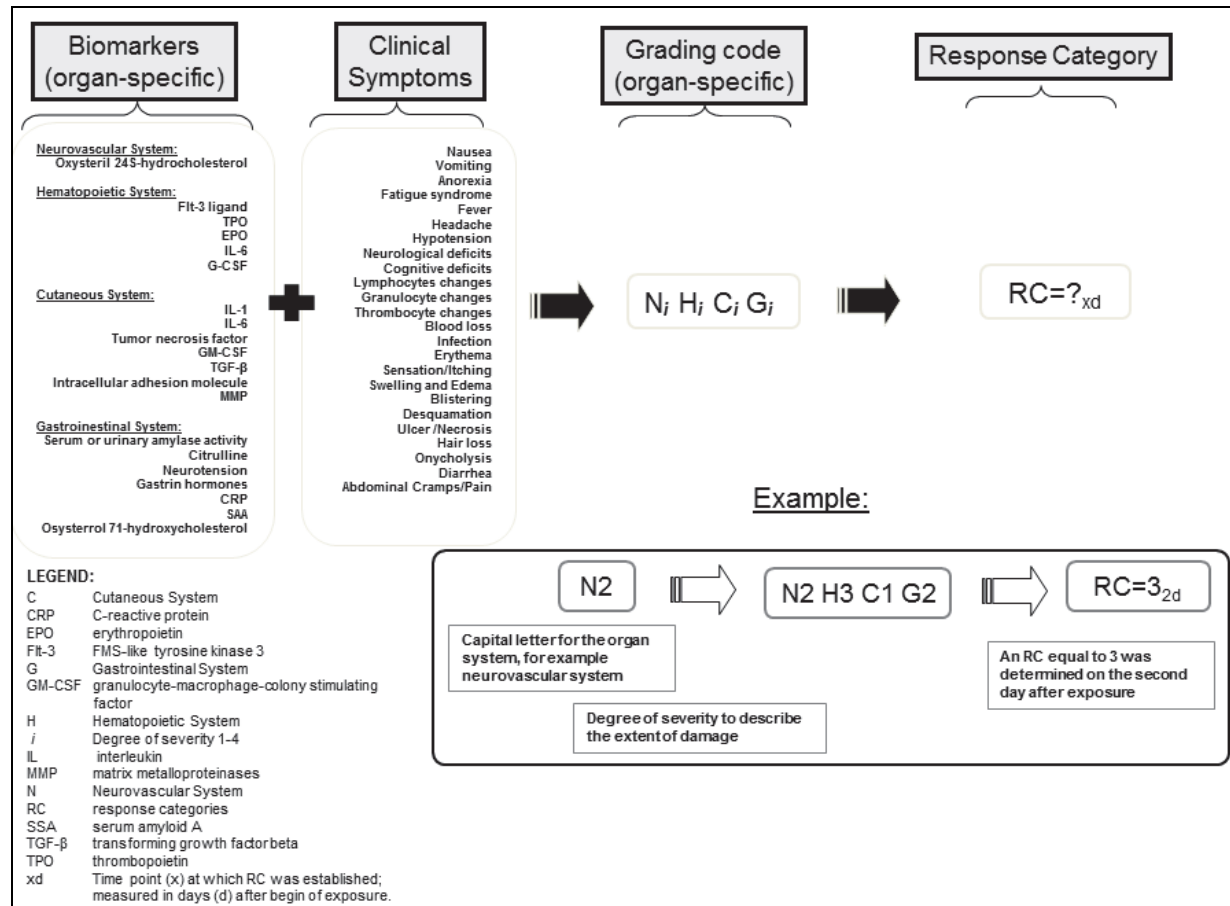 Biomarkers
(organ-specific)
Clinical
Symptoms
Grading code
(organ-specific)
Response Category
Neurovascular System:
Oxysteril 24S-hydrocholesterol
Hematopoietic System:
Flt-3 ligand
TPO
EPO
IL-6
G-CSF
Cutaneous System:
IL-1
IL-6
Tumor necrosis factor
GM-CSF
TGF-β
Intracellular adhesion molecule
MMP
Gastroinestinal System:
Serum or urinary amylase activity
Citrulline
Neurotension
Gastrin hormones
CRP
SAA
Osysterrol 71-hydroxycholesterol
Nausea
Vomiting
Anorexia
Fatigue syndrome
Fever
Headache
Hypotension
Neurological deficits
Cognitive deficits
Lymphocytes changes
Granulocyte changes
Thrombocyte changes
Blood loss
Infection
Erythema
Sensation/Itching
Swelling and Edema
Blistering
Desquamation
Ulcer /Necrosis
Hair loss
Onycholysis
Diarrhea
Abdominal Cramps/Pain
Ni Hi Ci Gi
RC=?xd
Example:
N2
N2 H3 C1 G2
RC=32d
Capital letter for the organ
system, for example
neurovascular system
Degree of severity to describe
the extent of damage
An RC equal to 3 was
determined on the second
day after exposure
LEGEND:
C Cutaneous System
CRP C-reactive protein
EPO erythropoietin
Flt-3 FMS-like tyrosine kinase 3
G Gastrointestinal System
GM-CSF granulocyte-macrophage-colony stimulating
factor
H Hematopoietic System
i Degree of severity 1-4
IL interleukin
MMP matrix metalloproteinases
N Neurovascular System
RC response categories
SSA serum amyloid A
TGF-β transforming growth factor beta
TPO thrombopoietin
xd Time point (x) at which RC was established;
measured in days (d) after begin of exposure.